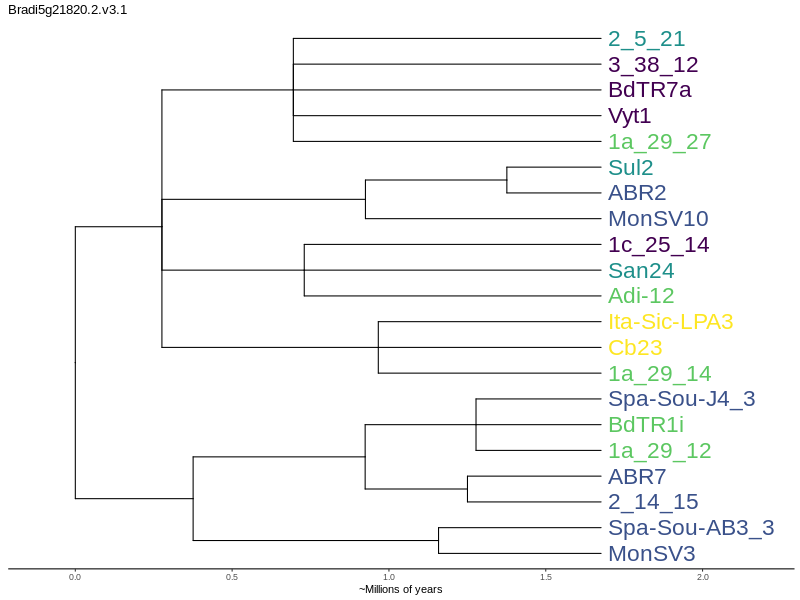 Bradi5g21820.2.v3.1
2_5_21
3_38_12
BdTR7a
Vyt1
1a_29_27
Sul2
ABR2
MonSV10
1c_25_14
San24
Adi-12
Ita-Sic-LPA3
Cb23
1a_29_14
Spa-Sou-J4_3
BdTR1i
1a_29_12
ABR7
2_14_15
Spa-Sou-AB3_3
MonSV3
0.0 0.5 1.0 1.5 2.0
~Millions of years